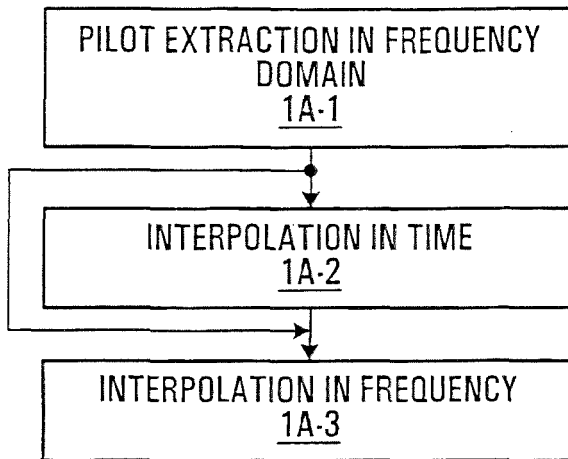 PILOT EXTRACTION IN FREQUENCY
DOMAIN
1A-1
INTERPOLATION IN TIME
1A-2
INTERPOLATION IN FREQUENCY
1A-3